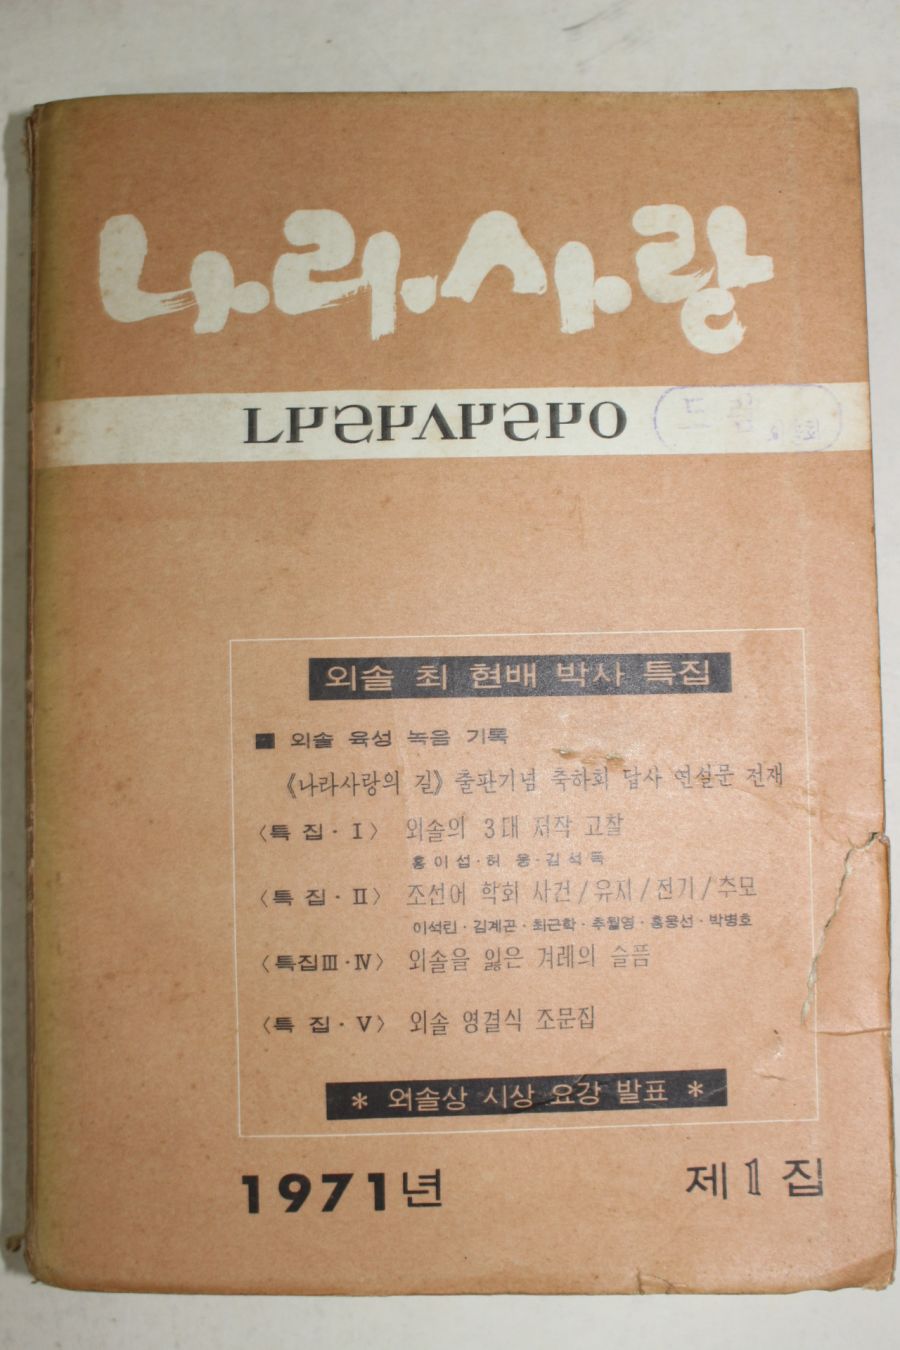 나라사랑
ㄴㅏㄹㅏㅅㅏㄹㅏㅇ
드림
외솔 최 현배 박사 특집
■ 외솔 육성 녹음 기록
《나라사랑의 길》 출판기념 축하회 답사 연설문 전재
〈특 집 · Ⅰ〉 외솔의 3대 저작 고찰
홍이섭 · 허 웅 · 김석득
〈특 집 · Ⅱ〉 조선어 학회 사건/유지/전기/추모
이석린 · 김계곤 · 최근학 · 추월영 · 홍웅선 · 박병호
〈특집Ⅲ · Ⅳ〉 외솔을 잃은 겨레의 슬픔
〈특 집 · Ⅴ〉 외솔 영결식 조문집
* 외솔상 시상 요강 발표 *
1971년 제1집